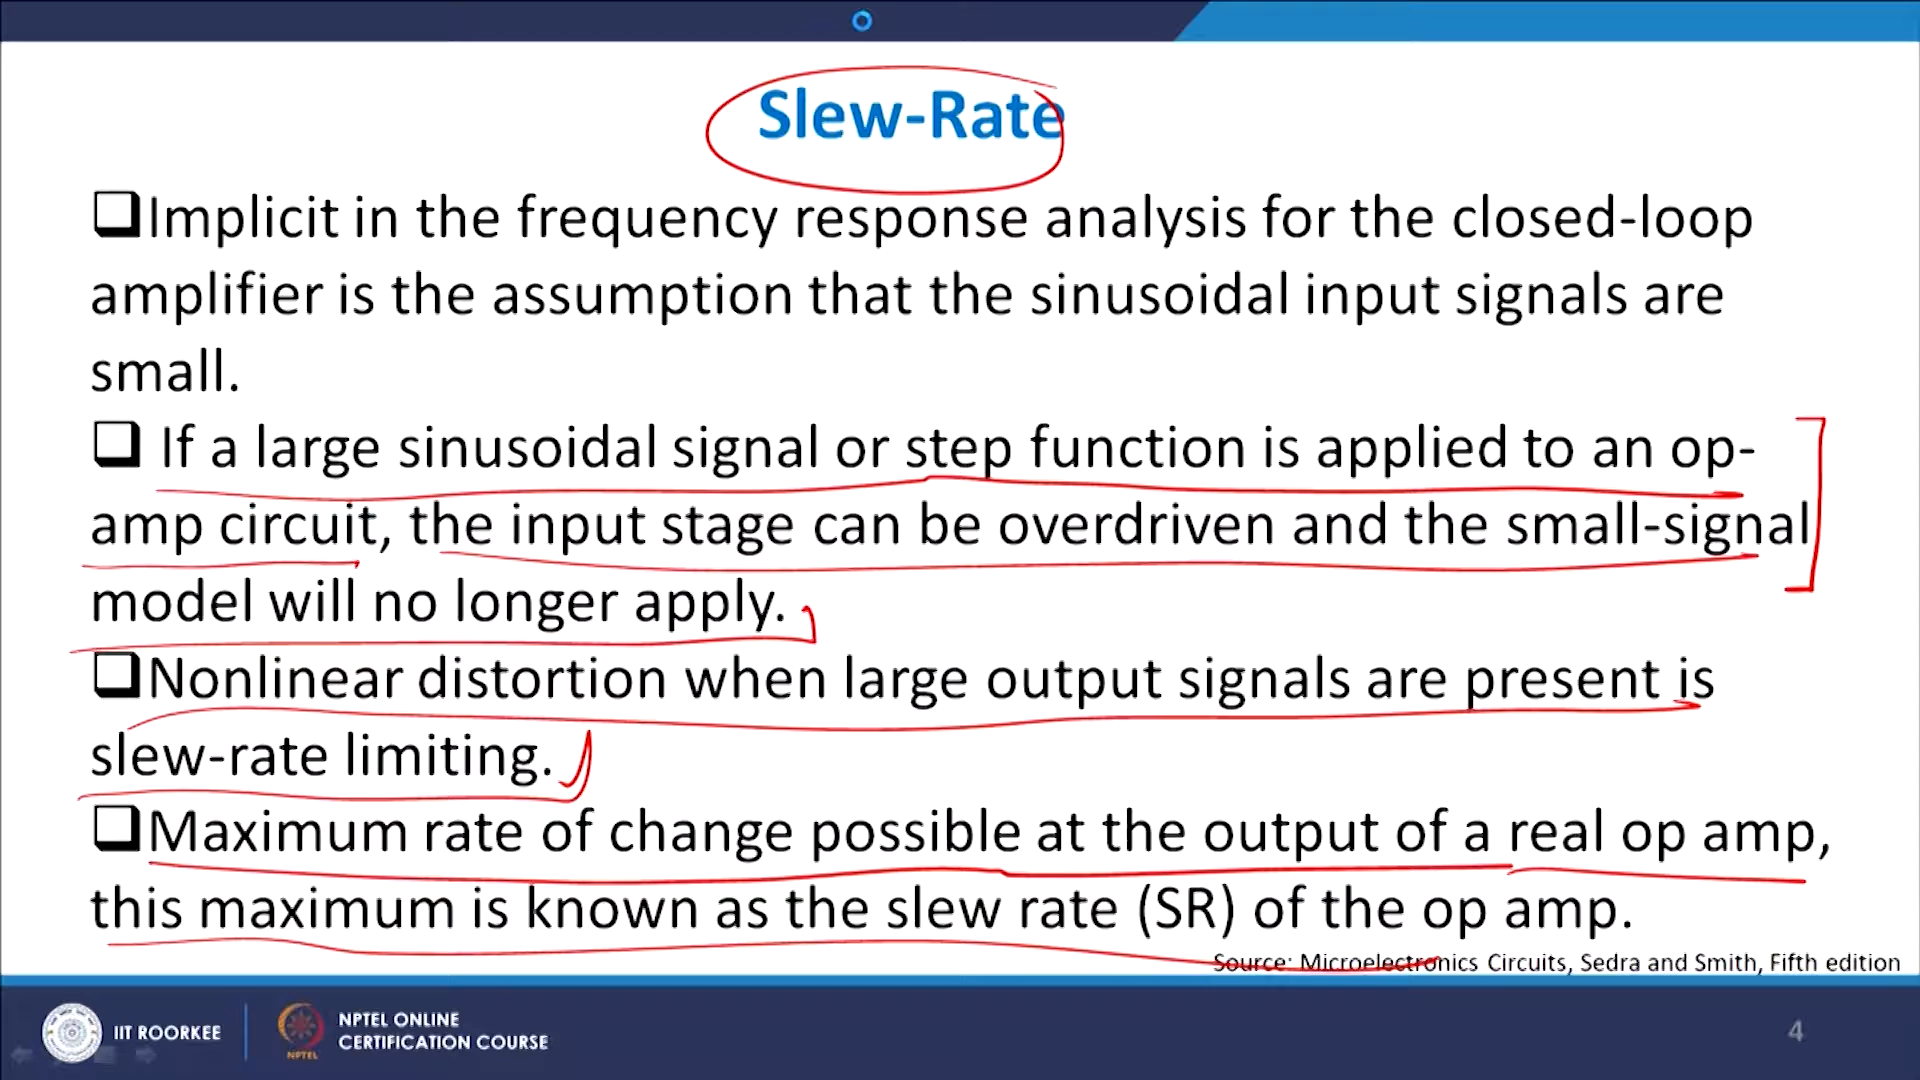 Slew-Rate
Implicit in the frequency response analysis for the closed-loop
amplifier is the assumption that the sinusoidal input signals are
small.
If a large sinusoidal signal or step function is applied to an op-
amp circuit, the input stage can be overdriven and the small-signal
model will no longer apply.
Nonlinear distortion when large output signals are present is
slew-rate limiting.
Maximum rate of change possible at the output of a real op amp,
this maximum is known as the slew rate (SR) of the op amp.
Source: Microelectronics Circuits, Sedra and Smith, Fifth edition
IIT ROORKEE
NPTEL
NPTEL ONLINE
CERTIFICATION COURSE
4